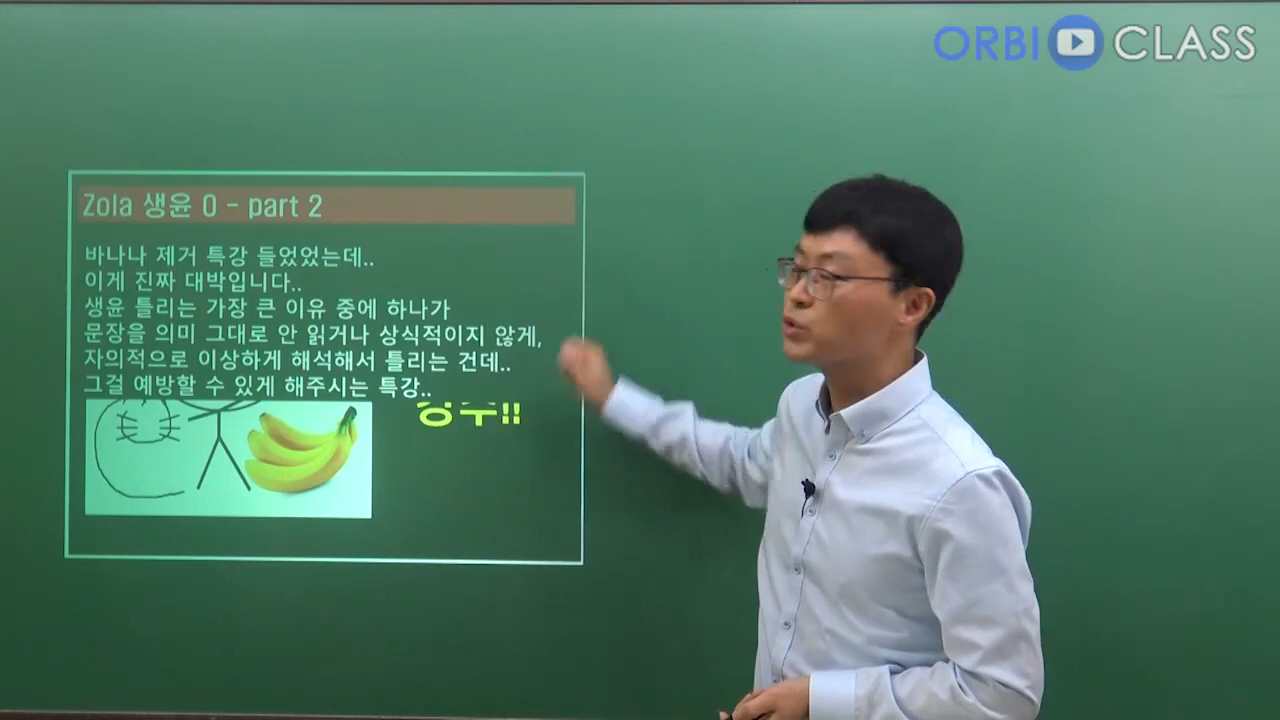 ORBI CLASS
Zola 생윤 0 - part 2
바나나 제거 특강 들었었는데..
이게 진짜 대박입니다..
생윤 틀리는 가장 큰 이유 중에 하나가
문장을 의미 그대로 안 읽거나 상식적이지 않게,
자의적으로 이상하게 해석해서 틀리는 건데..
그걸 예방할 수 있게 해주시는 특강..